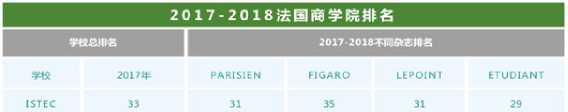 2017-2018法国商学院排名
学校总排名 2017-2018不同杂志排名
学校 2017年 PARISIEN FIGARO LEPOINT ETUDIANT
ISTEC 33 31 35 31 29